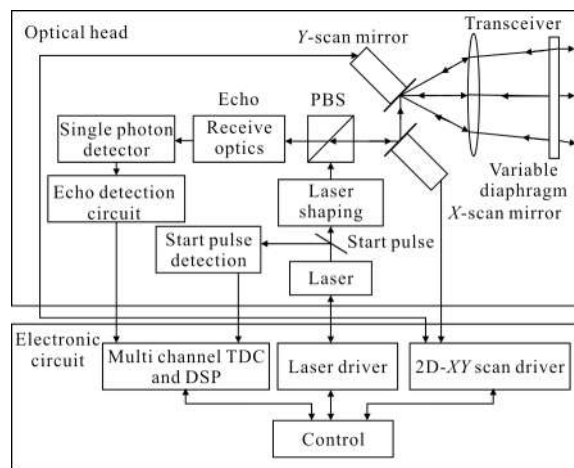 Optical head
Y-scan mirror
Transceiver
Echo
PBS
Single photon
detector
Receive
optics
Echo detection
circuit
Laser
shaping
Variable
diaphragm
X-scan mirror
Start pulse
detection
Start pulse
Laser
Electronic
circuit
Multi channel TDC
and DSP
Laser driver
2D-XY scan driver
Control